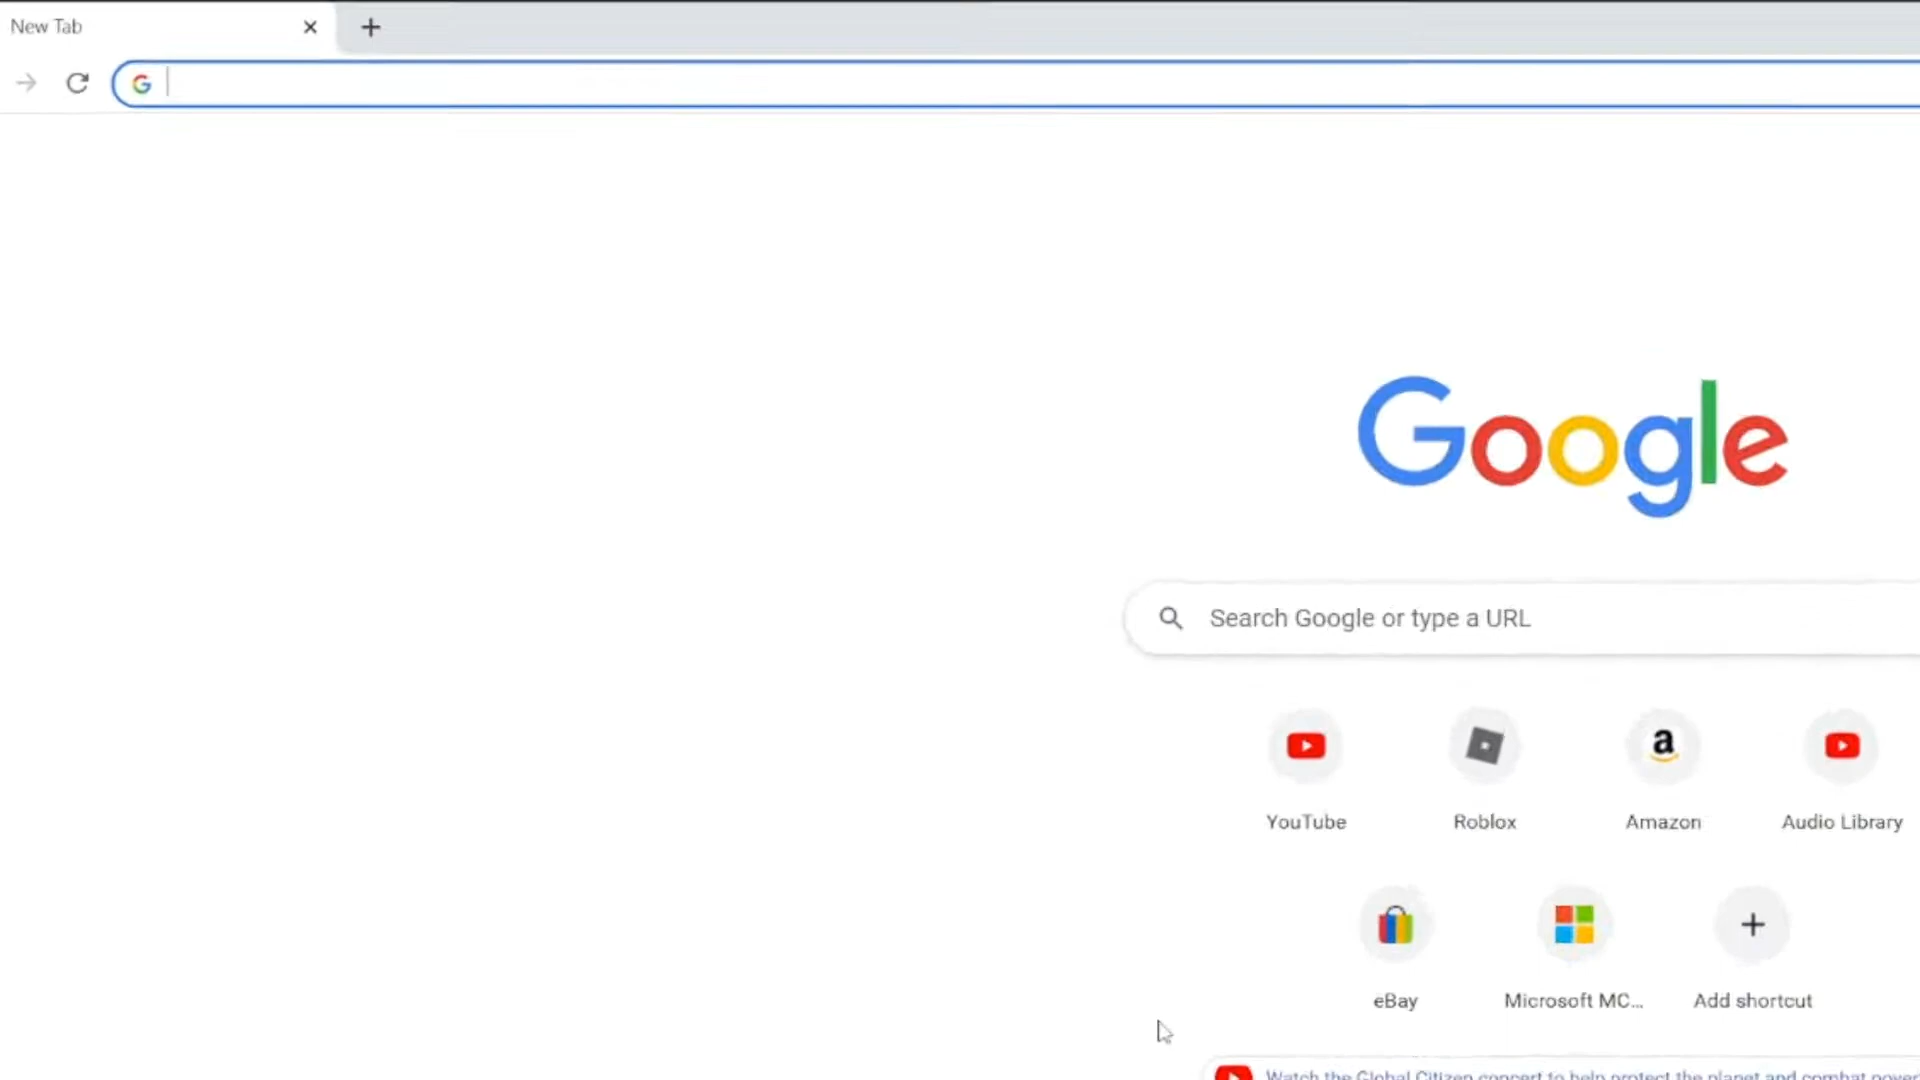 New Tab
Google
Search Google or type a URL
YouTube
Roblox
Amazon
Audio Library
eBay
Microsoft MC...
Add shortcut
Watch the Global Citizen concert to help protect the planet and combat power